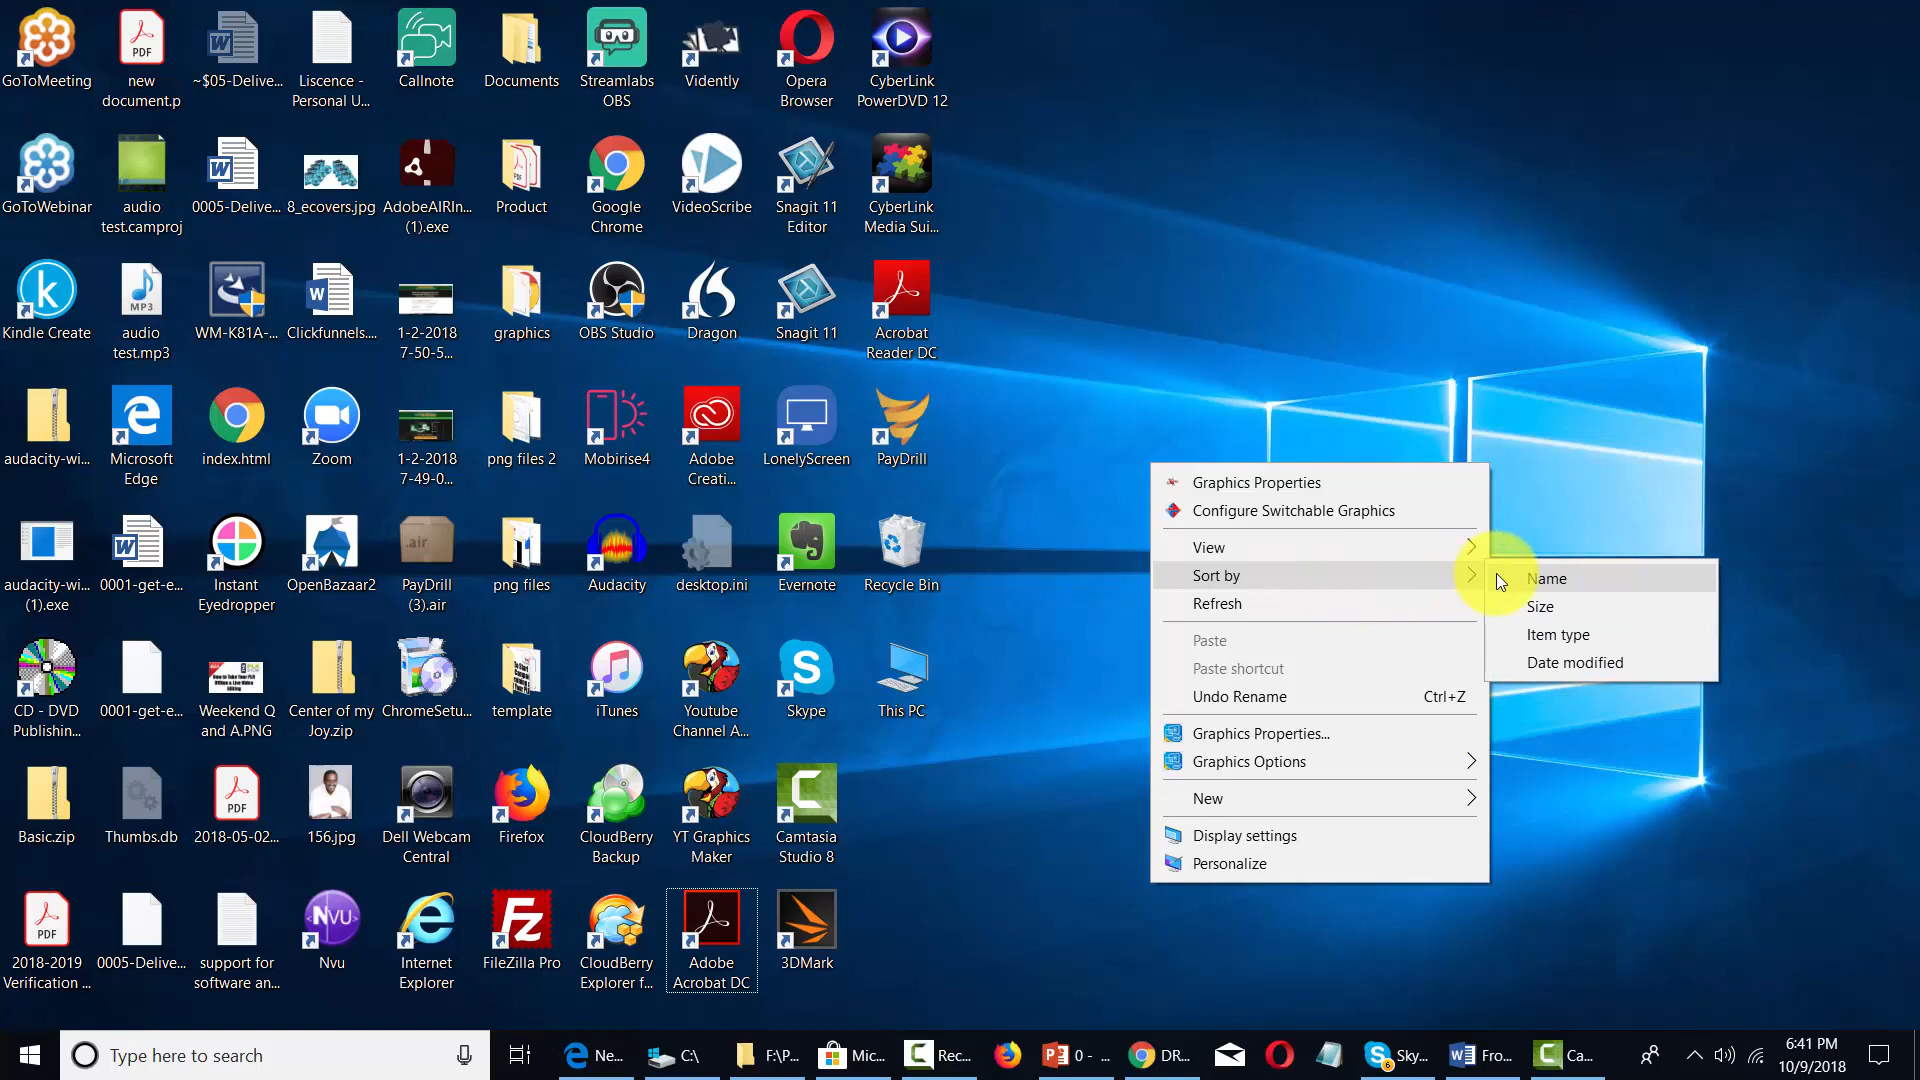 GoToMeeting
new
document.p
~$05-Delive...
Liscence -
Personal U...
Callnote
Documents
Streamlabs
OBS
Vidently
Opera
Browser
CyberLink
PowerDVD 12
GoToWebinar
audio
test.camproj
0005-Delive...
8_ecovers.jpg
AdobeAIRIn...
(1).exe
Product
Google
Chrome
VideoScribe
Snagit 11
Editor
CyberLink
Media Sui...
Kindle Create
audio
test.mp3
WM-K81A-...
Clickfunnels....
1-2-2018
7-50-5...
graphics
OBS Studio
Dragon
Snagit 11
Acrobat
Reader DC
audacity-wi...
Microsoft
Edge
index.html
Zoom
1-2-2018
7-49-0...
png files 2
Mobirise4
Adobe
Creati...
LonelyScreen
PayDrill
audacity-wi...
(1).exe
0001-get-e...
Instant
Eyedropper
OpenBazaar2
PayDrill
(3).air
png files
Audacity
desktop.ini
Evernote
Recycle Bin
CD - DVD
Publishin...
0001-get-e...
Weekend Q
and A.PNG
Center of my
Joy.zip
ChromeSetu...
template
iTunes
Youtube
Channel A...
Skype
This PC
Basic.zip
Thumbs.db
2018-05-02...
156.jpg
Dell Webcam
Central
Firefox
CloudBerry
Backup
YT Graphics
Maker
Camtasia
Studio 8
2018-2019
Verification ...
0005-Delive...
support for
software an...
Nvu
Internet
Explorer
FileZilla Pro
CloudBerry
Explorer f...
Adobe
Acrobat DC
3DMark
Graphics Properties
Configure Switchable Graphics
View
Sort by
Refresh
Paste
Paste shortcut
Undo Rename Ctrl+Z
Graphics Properties...
Graphics Options
New
Display settings
Personalize
Name
Size
Item type
Date modified
Type here to search
Ne...
C:\
F:\P...
Mic...
Rec...
0 - ...
DR...
Sky...
Fro...
Ca...
6:41 PM
10/9/2018